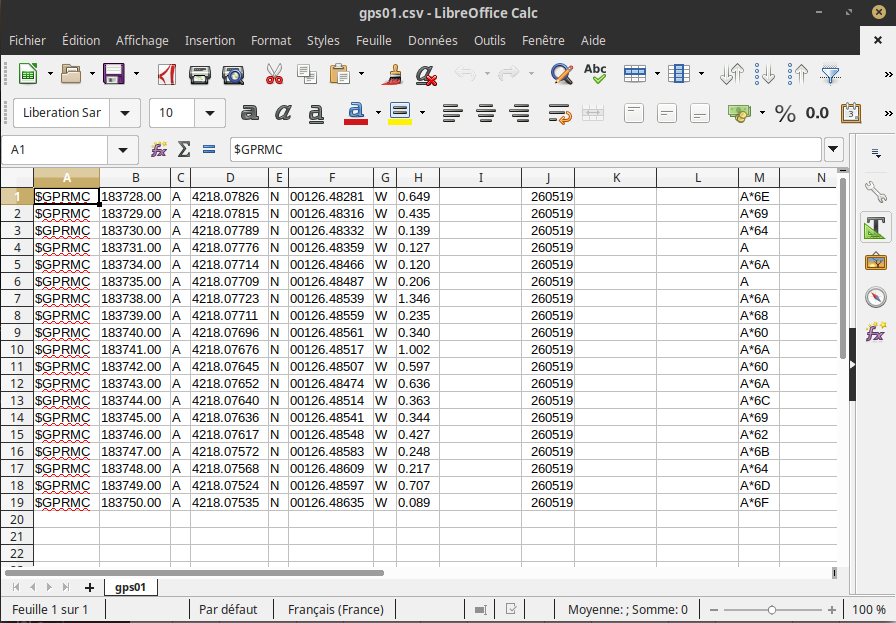 gps01.csv - LibreOffice Calc
Fichier Édition Affichage Insertion Format Styles Feuille Données Outils Fenêtre Aide
Abc
Liberation Sar 10 a a a a % 0.0 3
A1 fx Σ = $GPRMC
A B C D E F G H I J K L M N
1 $GPRMC 183728.00 A 4218.07826 N 00126.48281 W 0.649 260519 A*6E
2 $GPRMC 183729.00 A 4218.07815 N 00126.48316 W 0.435 260519 A*69
3 $GPRMC 183730.00 A 4218.07789 N 00126.48332 W 0.139 260519 A*64
4 $GPRMC 183731.00 A 4218.07776 N 00126.48359 W 0.127 260519 A
5 $GPRMC 183734.00 A 4218.07714 N 00126.48466 W 0.120 260519 A*6A
6 $GPRMC 183735.00 A 4218.07709 N 00126.48487 W 0.206 260519 A
7 $GPRMC 183738.00 A 4218.07723 N 00126.48539 W 1.346 260519 A*6A
8 $GPRMC 183739.00 A 4218.07711 N 00126.48559 W 0.235 260519 A*68
9 $GPRMC 183740.00 A 4218.07696 N 00126.48561 W 0.340 260519 A*60
10 $GPRMC 183741.00 A 4218.07676 N 00126.48517 W 1.002 260519 A*6A
11 $GPRMC 183742.00 A 4218.07645 N 00126.48507 W 0.597 260519 A*60
12 $GPRMC 183743.00 A 4218.07652 N 00126.48474 W 0.636 260519 A*6A
13 $GPRMC 183744.00 A 4218.07640 N 00126.48514 W 0.363 260519 A*6C
14 $GPRMC 183745.00 A 4218.07636 N 00126.48541 W 0.344 260519 A*69
15 $GPRMC 183746.00 A 4218.07617 N 00126.48548 W 0.427 260519 A*62
16 $GPRMC 183747.00 A 4218.07572 N 00126.48583 W 0.248 260519 A*6B
17 $GPRMC 183748.00 A 4218.07568 N 00126.48609 W 0.217 260519 A*64
18 $GPRMC 183749.00 A 4218.07524 N 00126.48597 W 0.707 260519 A*6D
19 $GPRMC 183750.00 A 4218.07535 N 00126.48635 W 0.089 260519 A*6F
20
21
22
gps01
Feuille 1 sur 1 Par défaut Français (France) Moyenne: ; Somme: 0 100 %